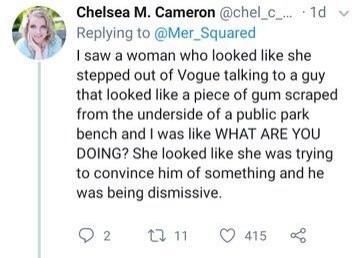 Chelsea M. Cameron @chel_c_... · 1d
Replying to @Mer_Squared
I saw a woman who looked like she
stepped out of Vogue talking to a guy
that looked like a piece of gum scraped
from the underside of a public park
bench and I was like WHAT ARE YOU
DOING? She looked like she was trying
to convince him of something and he
was being dismissive.
2 11 415